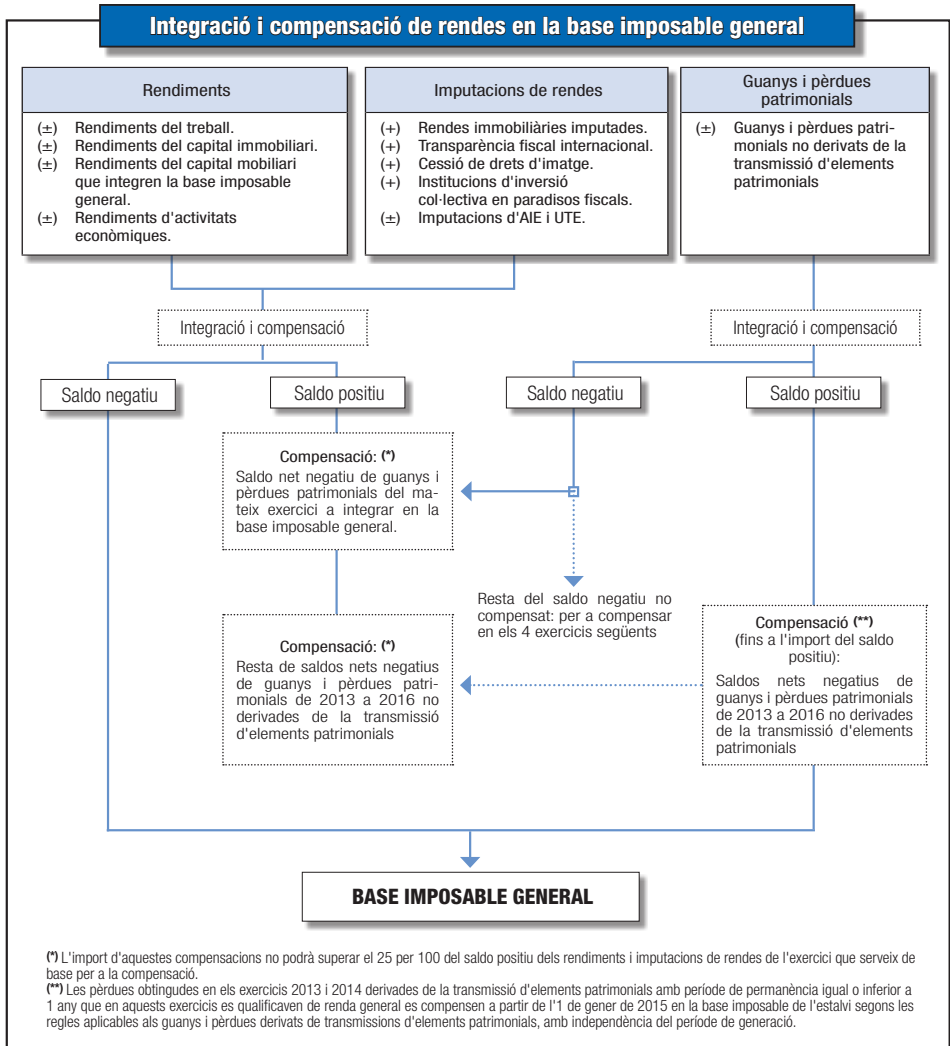 Integració i compensació de rendes en la base imposable general
Rendiments
(±) Rendiments del treball.
(±) Rendiments del capital immobiliari.
(±) Rendiments del capital mobiliari
que integren la base imposable
general.
(±) Rendiments d'activitats
econòmiques.
Imputacions de rendes
(+) Rendes immobiliàries imputades.
(+) Transparència fiscal internacional.
(+) Cessió de drets d'imatge.
(+) Institucions d'inversió
col·lectiva en paradisos fiscals.
(±) Imputacions d'AIE i UTE.
Guanys i pèrdues
patrimonials
(±) Guanys i pèrdues patri-
monials no derivats de la
transmissió d'elements
patrimonials
Integració i compensació
Integració i compensació
Saldo negatiu
Saldo positiu
Saldo negatiu
Saldo positiu
Compensació: (*)
Saldo net negatiu de guanys i
pèrdues patrimonials del ma-
teix exercici a integrar en la
base imposable general.
Resta del saldo negatiu no
compensat: per a compensar
en els 4 exercicis següents
Compensació: (*)
Resta de saldos nets negatius
de guanys i pèrdues patri-
monials de 2013 a 2016 no
derivades de la transmissió
d'elements patrimonials
Compensació (**)
(fins a l'import del saldo
positiu):
Saldos nets negatius de
guanys i pèrdues patrimonials
de 2013 a 2016 no derivades
de la transmissió d'elements
patrimonials
BASE IMPOSABLE GENERAL
(*) L'import d'aquestes compensacions no podrà superar el 25 per 100 del saldo positiu dels rendiments i imputacions de rendes de l'exercici que serveix de
base per a la compensació.
(**) Les pèrdues obtingudes en els exercicis 2013 i 2014 derivades de la transmissió d'elements patrimonials amb període de permanència igual o inferior a
1 any que en aquests exercicis es qualificaven de renda general es compensen a partir de l'1 de gener de 2015 en la base imposable de l'estalvi segons les
regles aplicables als guanys i pèrdues derivats de transmissions d'elements patrimonials, amb independència del període de generació.